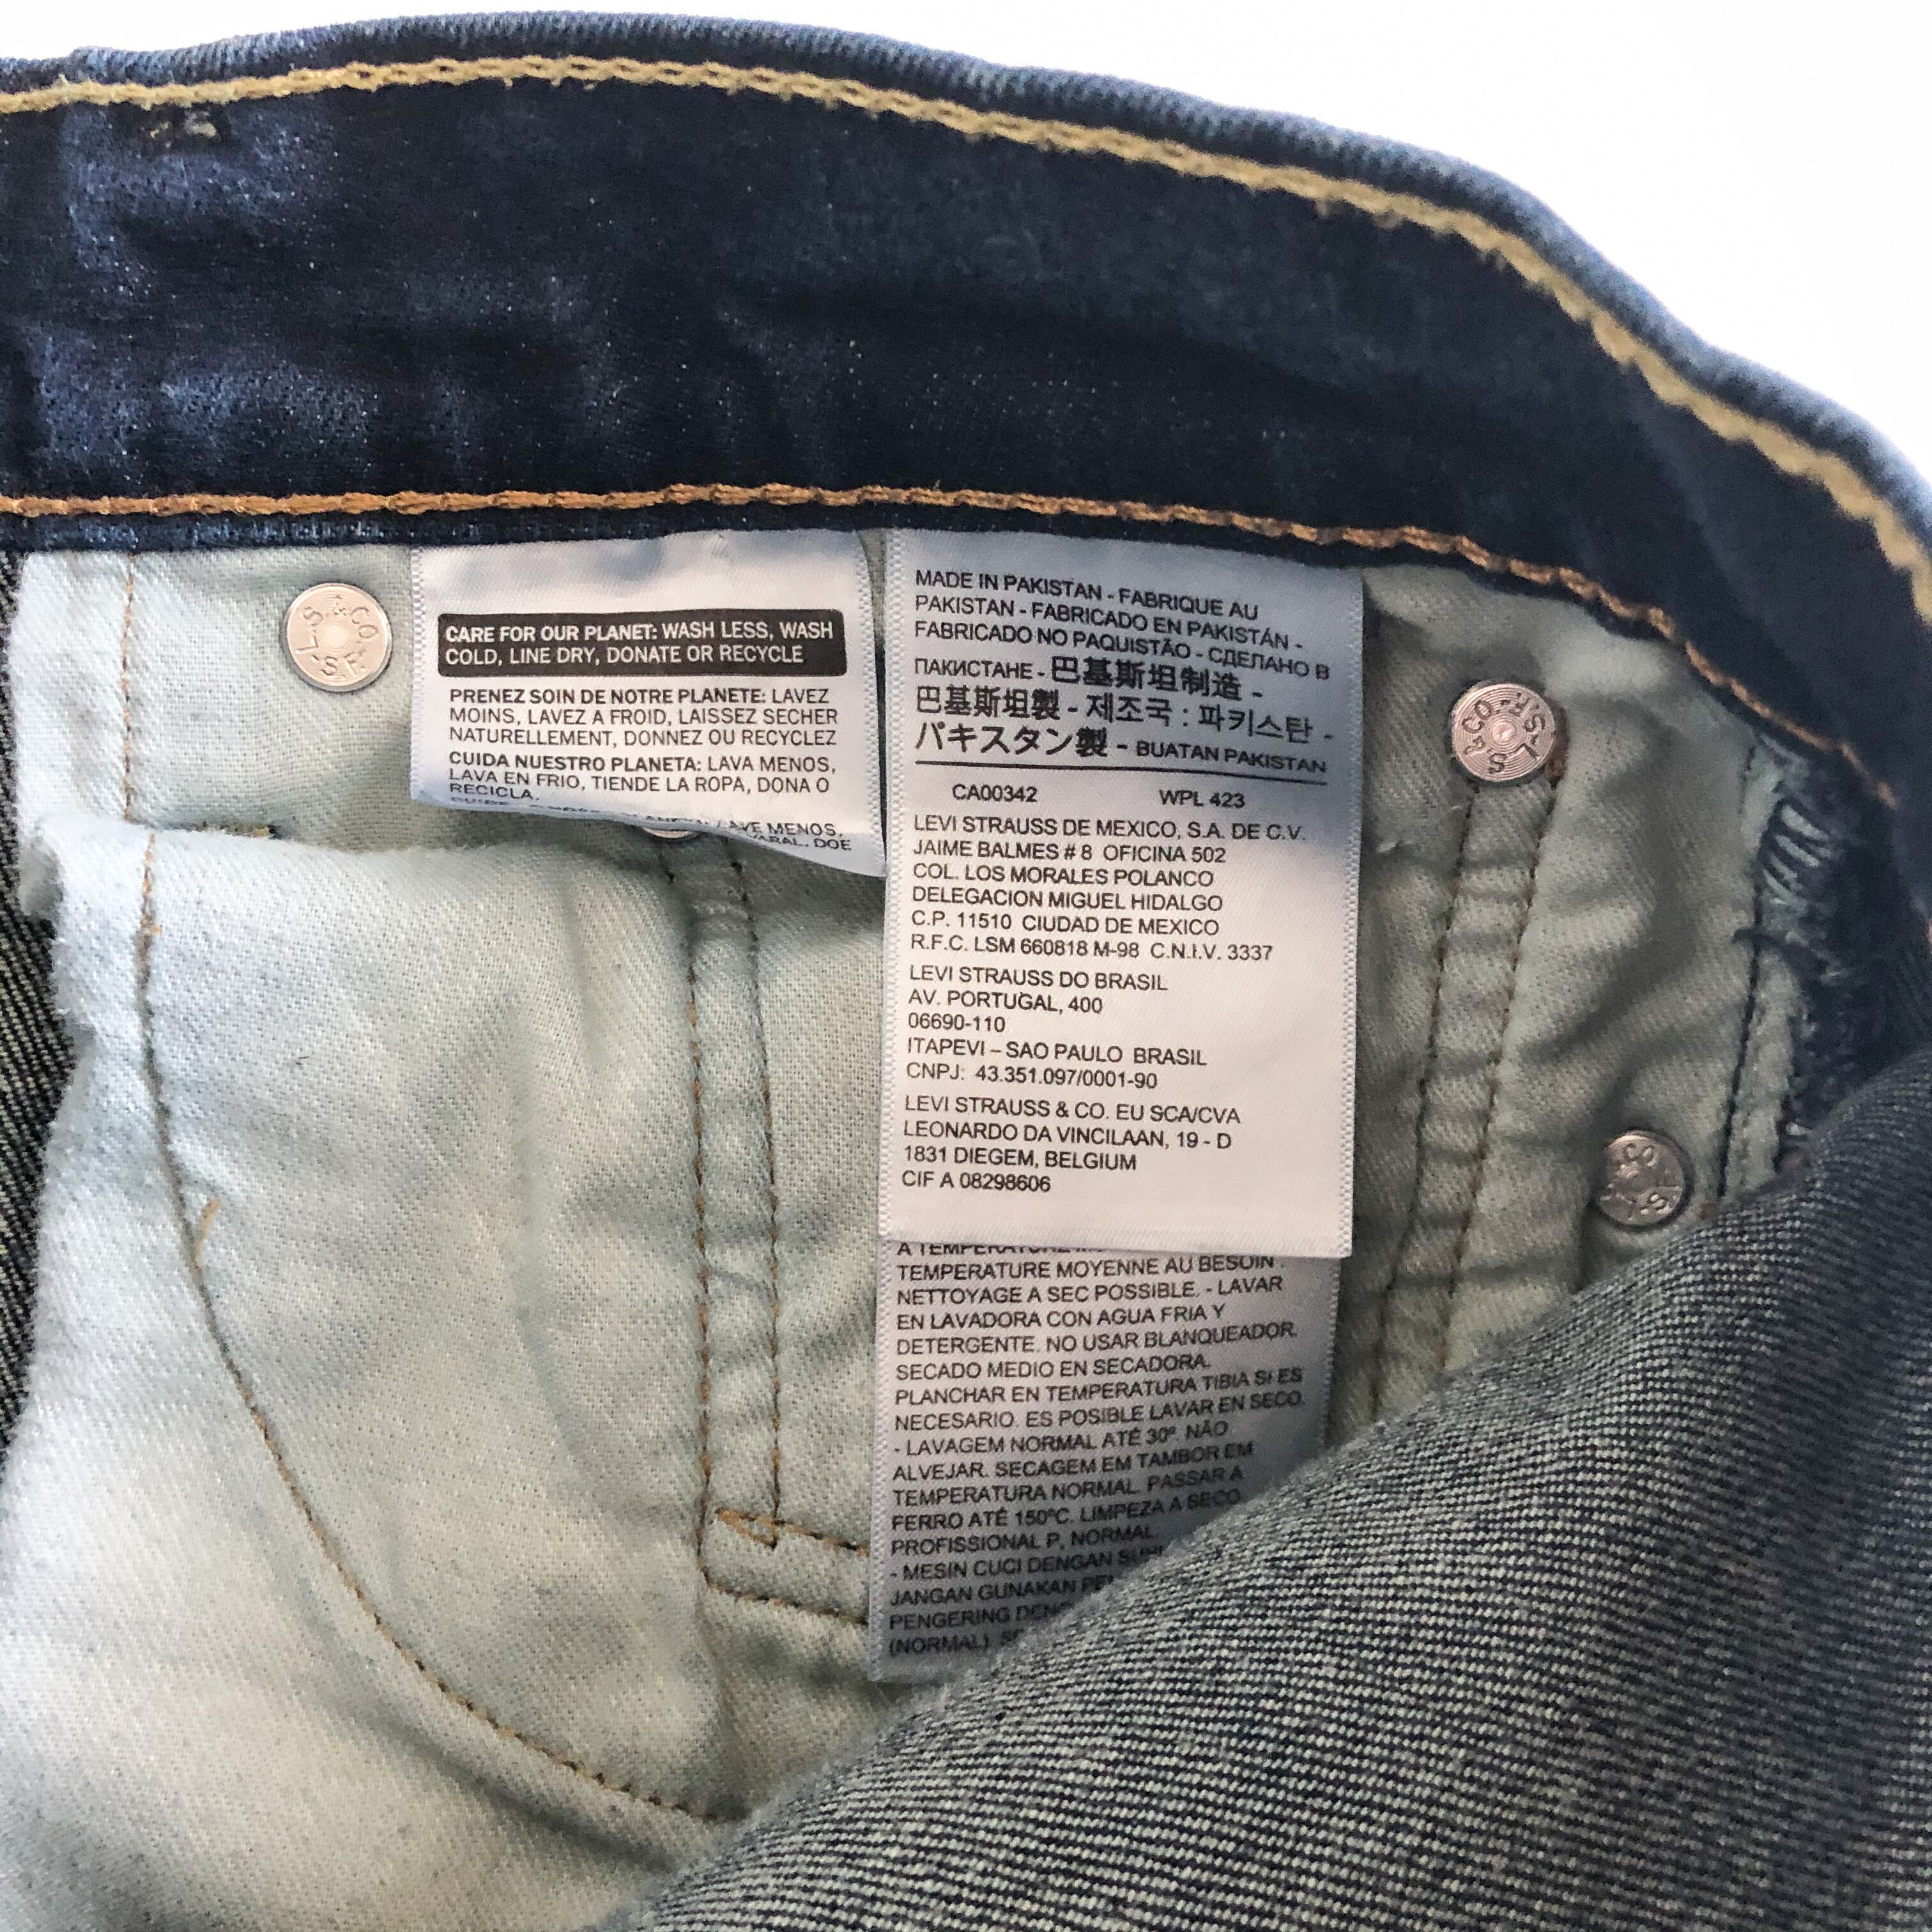 L.S.&CO.-S.F.-
CARE FOR OUR PLANET: WASH LESS, WASH
COLD, LINE DRY, DONATE OR RECYCLE
PRENEZ SOIN DE NOTRE PLANETE: LAVEZ
MOINS, LAVEZ A FROID, LAISSEZ SECHER
NATURELLEMENT, DONNEZ OU RECYCLEZ
CUIDA NUESTRO PLANETA: LAVA MENOS,
LAVA EN FRIO, TIENDE LA ROPA, DONA O
RECICLA.
MENOS,
DOE
MADE IN PAKISTAN - FABRIQUE AU
PAKISTAN - FABRICADO EN PAKISTÁN -
FABRICADO NO PAQUISTÃO - СДЕЛАНО В
ПАКИСТАНЕ - 巴基斯坦制造 -
巴基斯坦製 - 제조국 : 파키스탄 -
パキスタン製 - BUATAN PAKISTAN
CA00342 WPL 423
LEVI STRAUSS DE MEXICO, S.A. DE C.V.
JAIME BALMES # 8 OFICINA 502
COL. LOS MORALES POLANCO
DELEGACION MIGUEL HIDALGO
C.P. 11510 CIUDAD DE MEXICO
R.F.C. LSM 660818 M-98 C.N.I.V. 3337
LEVI STRAUSS DO BRASIL
AV. PORTUGAL, 400
06690-110
ITAPEVI – SAO PAULO BRASIL
CNPJ: 43.351.097/0001-90
LEVI STRAUSS & CO. EU SCA/CVA
LEONARDO DA VINCILAAN, 19 - D
1831 DIEGEM, BELGIUM
CIF A 08298606
TEMPERATURE MOYENNE AU BESOIN .
NETTOYAGE A SEC POSSIBLE. - LAVAR
EN LAVADORA CON AGUA FRIA Y
DETERGENTE. NO USAR BLANQUEADOR.
SECADO MEDIO EN SECADORA.
PLANCHAR EN TEMPERATURA TIBIA SI ES
NECESARIO. ES POSIBLE LAVAR EN SECO.
- LAVAGEM NORMAL ATÉ 30º. NÃO
ALVEJAR. SECAGEM EM TAMBOR EM
TEMPERATURA NORMAL. PASSAR A
FERRO ATÉ 150ºC. LIMPEZA A SECO
PROFISSIONAL P, NORMAL.
- MESIN CUCI DENGAN
JANGAN GUNAKAN
PENGERING
(NORMAL)
L.S.&CO.-S.F.-